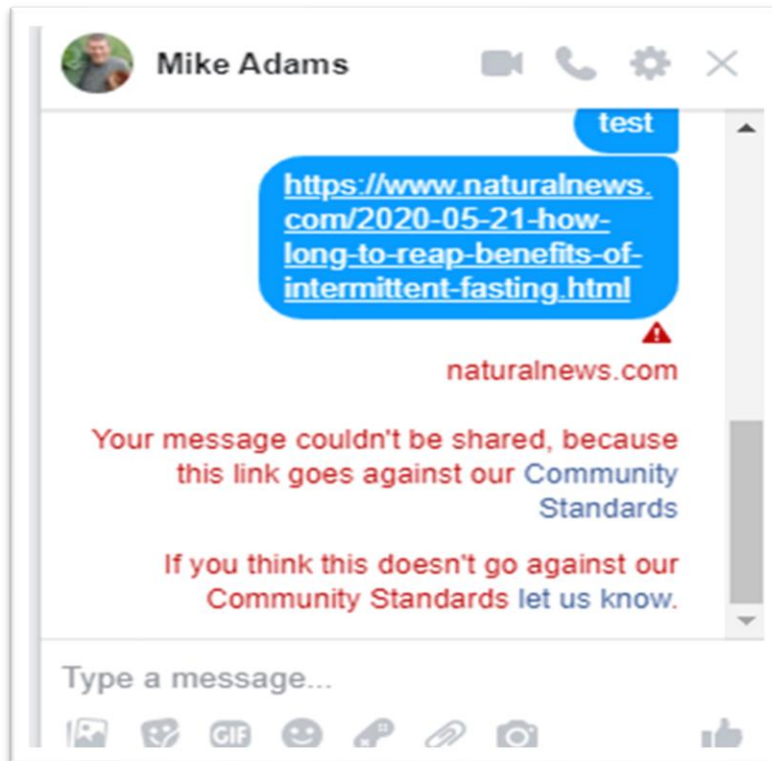 Mike Adams
test
https://www.naturalnews.
com/2020-05-21-how-
long-to-reap-benefits-of-
intermittent-fasting.html
naturalnews.com
Your message couldn't be shared, because
this link goes against our Community
Standards
If you think this doesn't go against our
Community Standards let us know.
Type a message...
GIF